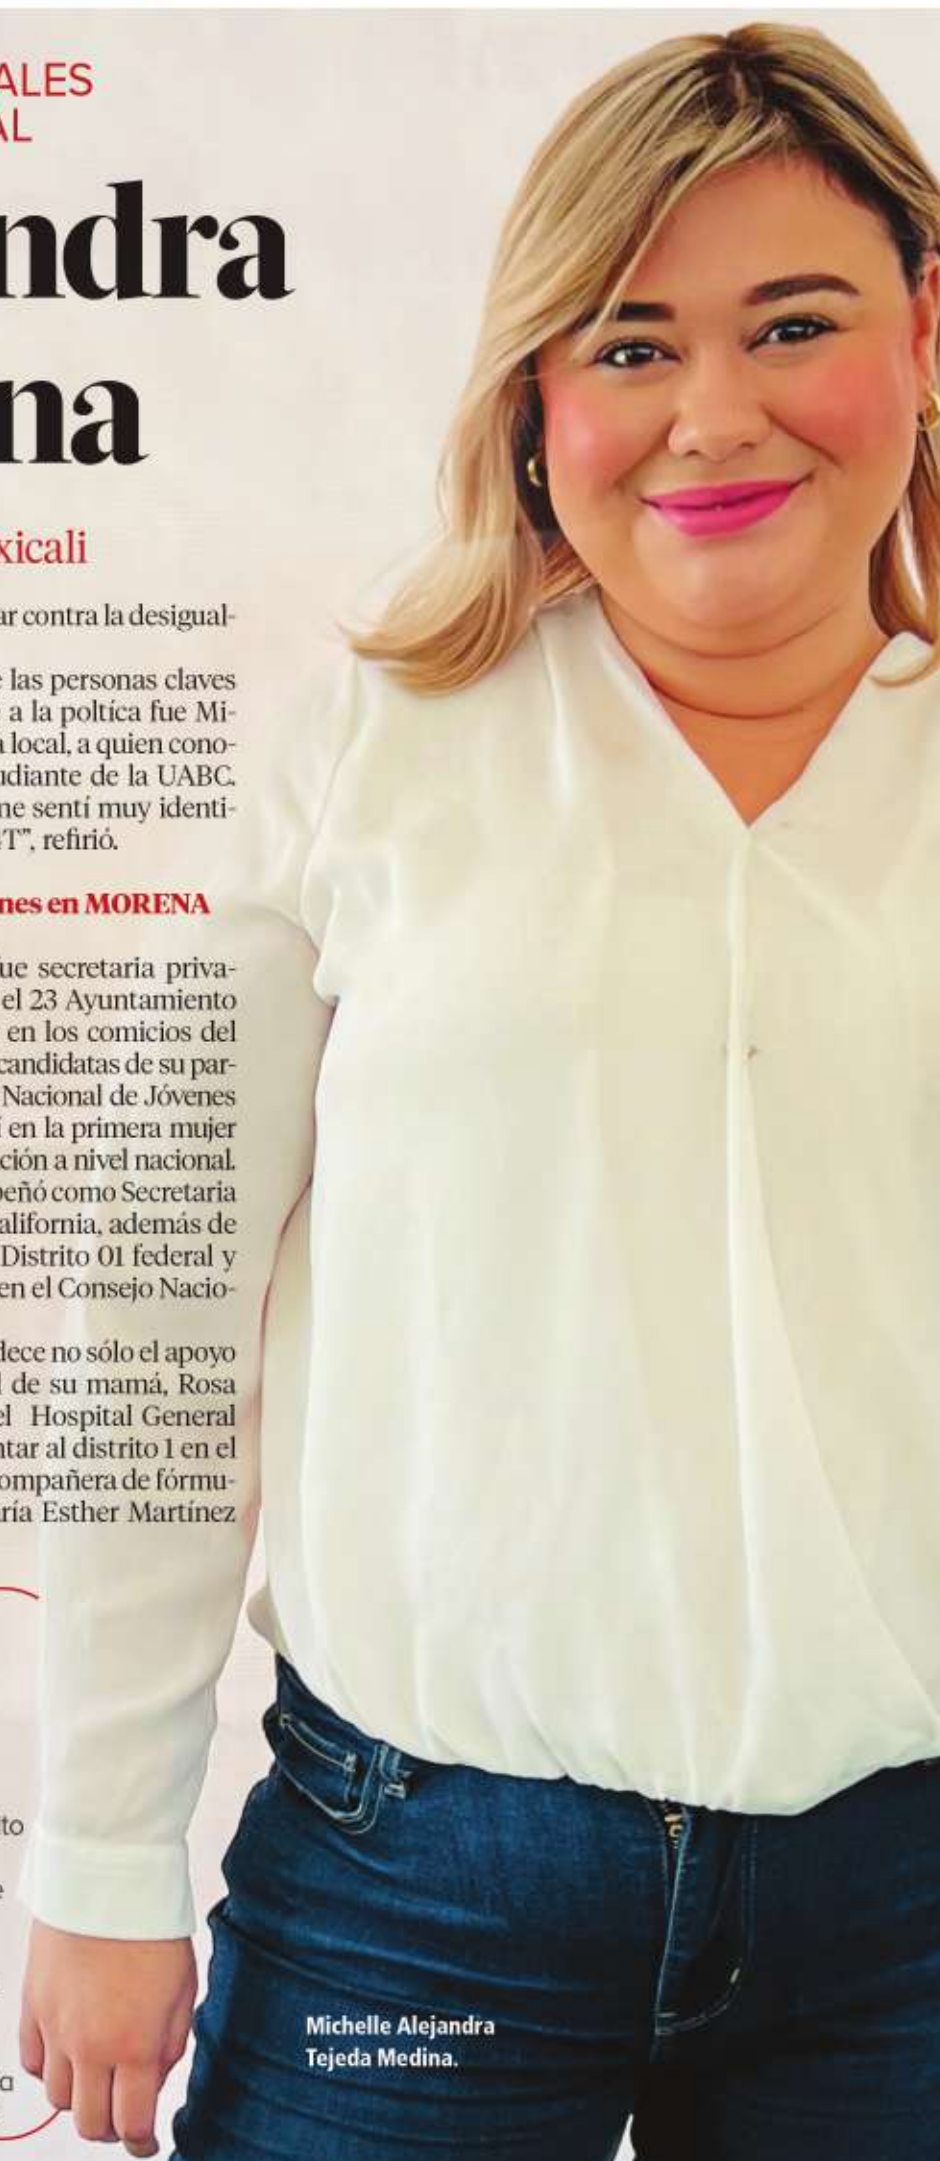 ALES
AL
ndra
na
xicali
ar contra la desigual-
e las personas claves
a la poltíca fue Mi-
a local, a quien cono-
udiante de la UABC.
me sentí muy identi-
T”, refirió.
nes en MORENA
fue secretaria priva-
el 23 Ayuntamiento
en los comicios del
candidatas de su par-
Nacional de Jóvenes
í en la primera mujer
ción a nivel nacional.
peñó como Secretaria
alifornia, además de
Distrito 01 federal y
en el Consejo Nacio-
dece no sólo el apoyo
l de su mamá, Rosa
el Hospital General
ntar al distrito 1 en el
ompañera de fórmu-
ría Esther Martínez
ito
e
a
Michelle Alejandra
Tejeda Medina.